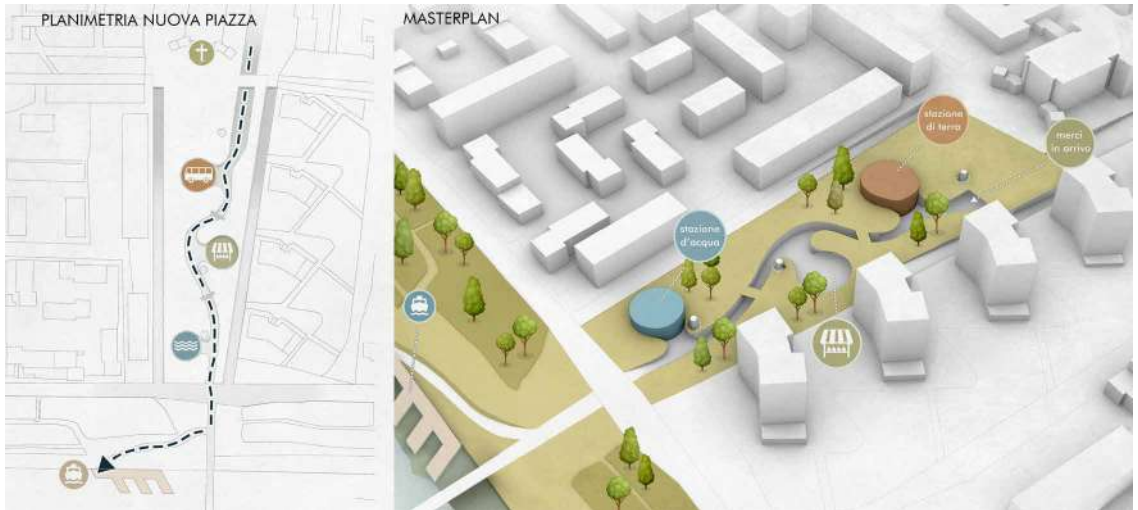 PLANIMETRIA NUOVA PIAZZA
MASTERPLAN
stazione
di terra
merci
in arrivo
stazione
d'acqua